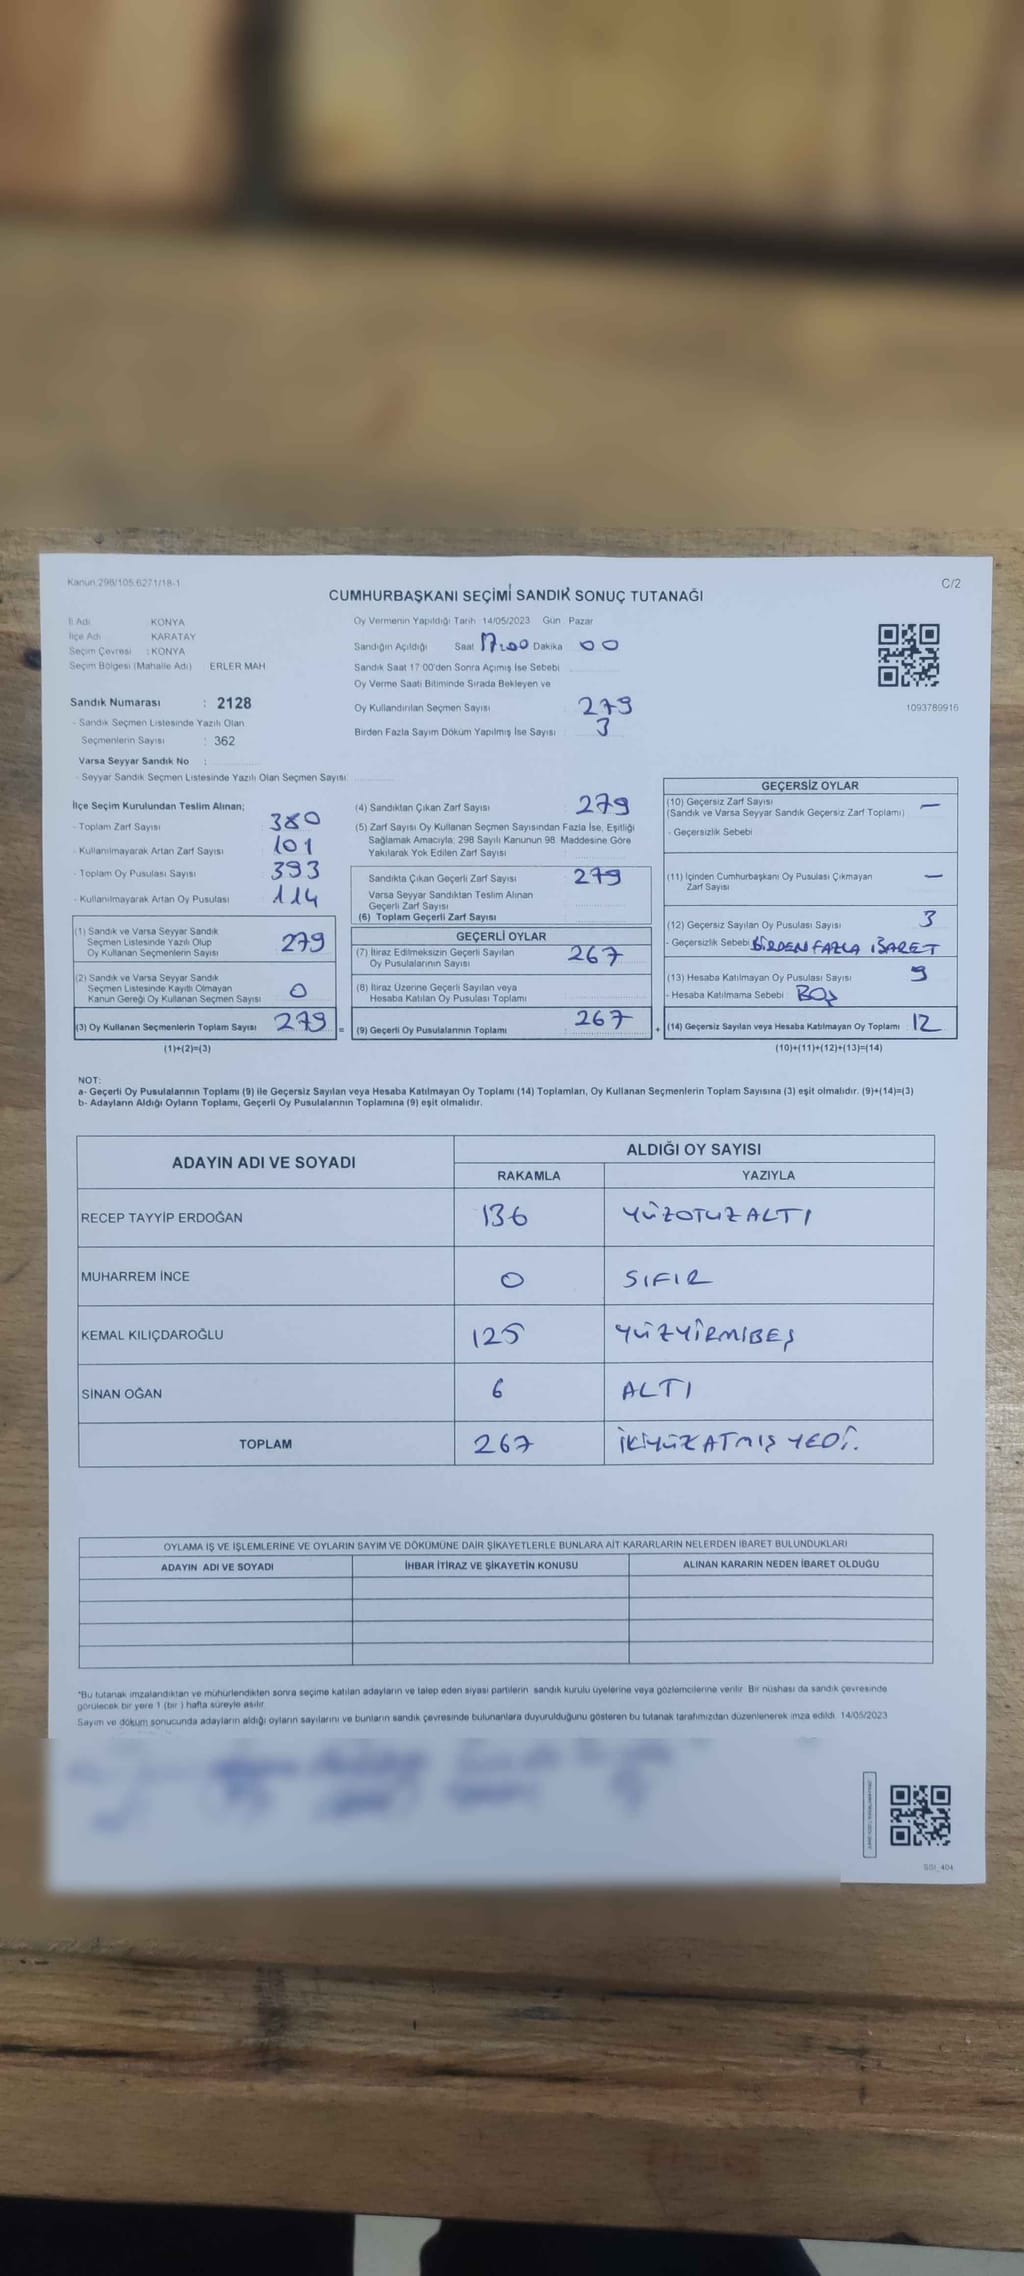 Kanun 298/105,6271/18-1
C/2
CUMHURBAŞKANI SEÇİMİ SANDIK SONUÇ TUTANAĞI
İl Adı KONYA
İlçe Adı KARATAY
Seçim Çevresi : KONYA
Seçim Bölgesi (Mahalle Adı) ERLER MAH
Sandık Numarası : 2128
- Sandık Seçmen Listesinde Yazılı Olan
Seçmenlerin Sayısı : 362
Varsa Seyyar Sandık No :
- Seyyar Sandık Seçmen Listesinde Yazılı Olan Seçmen Sayısı
Oy Vermenin Yapıldığı Tarih 14/05/2023 Gün Pazar
Sandığın Açıldığı Saat 17:00 Dakika 00
Sandık Saat 17:00'den Sonra Açmış İse Sebebi
Oy Verme Saati Bitiminde Sırada Bekleyen ve
Oy Kullandırılan Seçmen Sayısı 279
Birden Fazla Sayım Döküm Yapılmış İse Sayısı 3
1093789916
İlçe Seçim Kurulundan Teslim Alınan;
- Toplam Zarf Sayısı 380
- Kullanılmayarak Artan Zarf Sayısı 101
- Toplam Oy Pusulası Sayısı 393
- Kullanılmayarak Artan Oy Pusulası 114
(1) Sandık ve Varsa Seyyar Sandık
Seçmen Listesinde Yazılı Olup
Oy Kullanan Seçmenlerin Sayısı 279
(2) Sandık ve Varsa Seyyar Sandık
Seçmen Listesinde Kayıtlı Olmayan
Kanun Gereği Oy Kullanan Seçmen Sayısı 0
(3) Oy Kullanan Seçmenlerin Toplam Sayısı 279 =
(1)+(2)=(3)
(4) Sandıktan Çıkan Zarf Sayısı 279
(5) Zarf Sayısı Oy Kullanan Seçmen Sayısından Fazla İse, Eşitliği
Sağlamak Amacıyla; 298 Sayılı Kanunun 98. Maddesine Göre
Yakılarak Yok Edilen Zarf Sayısı
Sandıkta Çıkan Geçerli Zarf Sayısı 279
Varsa Seyyar Sandıktan Teslim Alınan
Geçerli Zarf Sayısı
(6) Toplam Geçerli Zarf Sayısı
GEÇERLİ OYLAR
(7) İtiraz Edilmeksizin Geçerli Sayılan
Oy Pusulalarının Sayısı 267
(8) İtiraz Üzerine Geçerli Sayılan veya
Hesaba Katılan Oy Pusulası Toplamı
(9) Geçerli Oy Pusulalarının Toplamı 267 +
GEÇERSİZ OYLAR
(10) Geçersiz Zarf Sayısı –
(Sandık ve Varsa Seyyar Sandık Geçersiz Zarf Toplamı)
- Geçersizlik Sebebi
(11) İçinden Cumhurbaşkanı Oy Pusulası Çıkmayan –
Zarf Sayısı
(12) Geçersiz Sayılan Oy Pusulası Sayısı 3
- Geçersizlik Sebebi BİRDEN FAZLA İŞARET
(13) Hesaba Katılmayan Oy Pusulası Sayısı 9
- Hesaba Katılmama Sebebi BOŞ
(14) Geçersiz Sayılan veya Hesaba Katılmayan Oy Toplamı 12
(10)+(11)+(12)+(13)=(14)
NOT:
a- Geçerli Oy Pusulalarının Toplamı (9) ile Geçersiz Sayılan veya Hesaba Katılmayan Oy Toplamı (14) Toplamları, Oy Kullanan Seçmenlerin Toplam Sayısına (3) eşit olmalıdır. (9)+(14)=(3)
b- Adayların Aldığı Oyların Toplamı, Geçerli Oy Pusulalarının Toplamına (9) eşit olmalıdır.
ADAYIN ADI VE SOYADI ALDIĞI OY SAYISI
RAKAMLA YAZIYLA
RECEP TAYYİP ERDOĞAN 136 YÜZOTUZALTI
MUHARREM İNCE 0 SIFIR
KEMAL KILIÇDAROĞLU 125 YÜZYİRMİBEŞ
SİNAN OĞAN 6 ALTI
TOPLAM 267 İKİYÜZATMIŞ YEDİ.
OYLAMA İŞ VE İŞLEMLERİNE VE OYLARIN SAYIM VE DÖKÜMÜNE DAİR ŞİKAYETLERLE BUNLARA AİT KARARLARIN NELERDEN İBARET BULUNDUKLARI
ADAYIN ADI VE SOYADI İHBAR İTİRAZ VE ŞİKAYETİN KONUSU ALINAN KARARIN NEDEN İBARET OLDUĞU
*Bu tutanak imzalandıktan ve mühürlendikten sonra seçime katılan adayların ve talep eden siyasi partilerin sandık kurulu üyelerine veya gözlemcilerine verilir. Bir nüshası da sandık çevresinde
görülecek bir yere 1 (bir) hafta süreyle asılır.
Sayım ve döküm sonucunda adayların aldığı oyların sayılarını ve bunların sandık çevresinde bulunanlara duyurulduğunu gösteren bu tutanak tarafımızdan düzenlenerek imza edildi. 14/05/2023
SGI_404